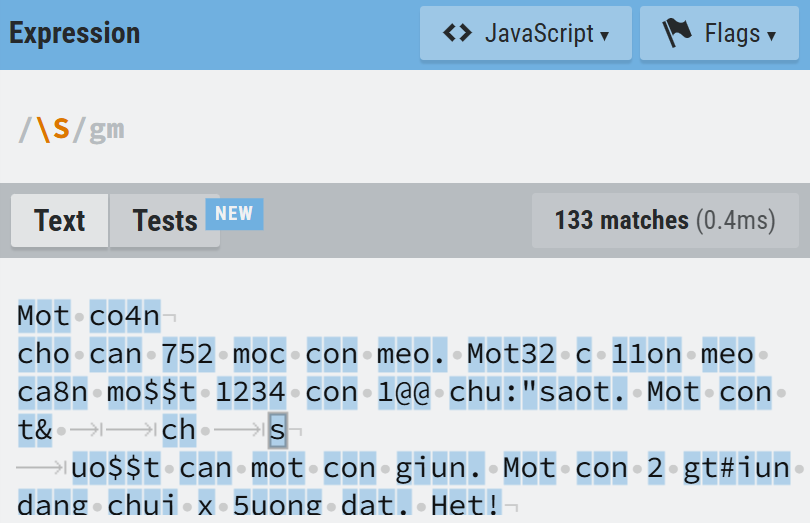 Expression
<> JavaScript ▾
Flags ▾
/\S/gm
Text
Tests
NEW
133 matches (0.4ms)
Mot co4n
cho can 752 moc con meo. Mot32 c 11on meo
ca8n mo$$t 1234 con 1@@ chu:"saot. Mot con
t& ch s
uo$$t can mot con giun. Mot con 2 gt#iun
dang chui x 5uong dat. Het!